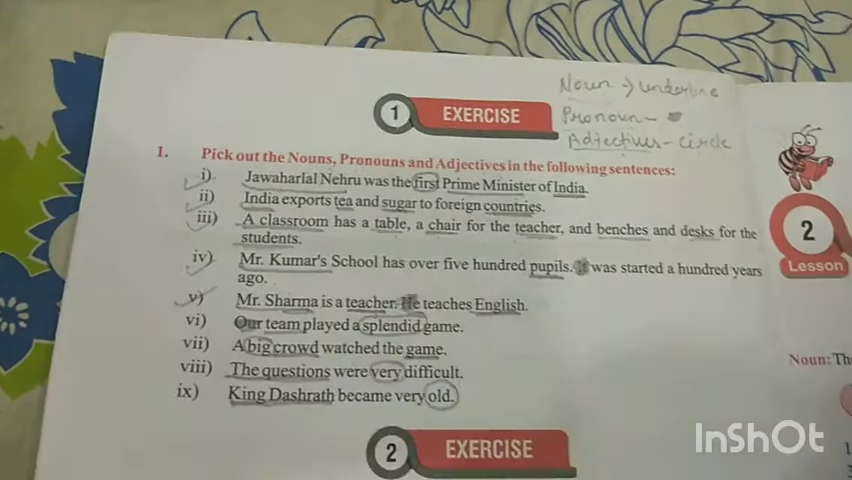 Noun → underline
1 EXERCISE
Pronoun -
Adjectives - Circle
1. Pick out the Nouns, Pronouns and Adjectives in the following sentences:
i) Jawaharlal Nehru was the first Prime Minister of India.
ii) India exports tea and sugar to foreign countries.
iii) A classroom has a table, a chair for the teacher, and benches and desks for the
students.
iv) Mr. Kumar's School has over five hundred pupils. It was started a hundred years
ago.
v) Mr. Sharma is a teacher. He teaches English.
vi) Our team played a splendid game.
vii) A big crowd watched the game.
viii) The questions were very difficult.
ix) King Dashrath became very old.
2 EXERCISE
2
Lesson
Noun: Th
InShOt